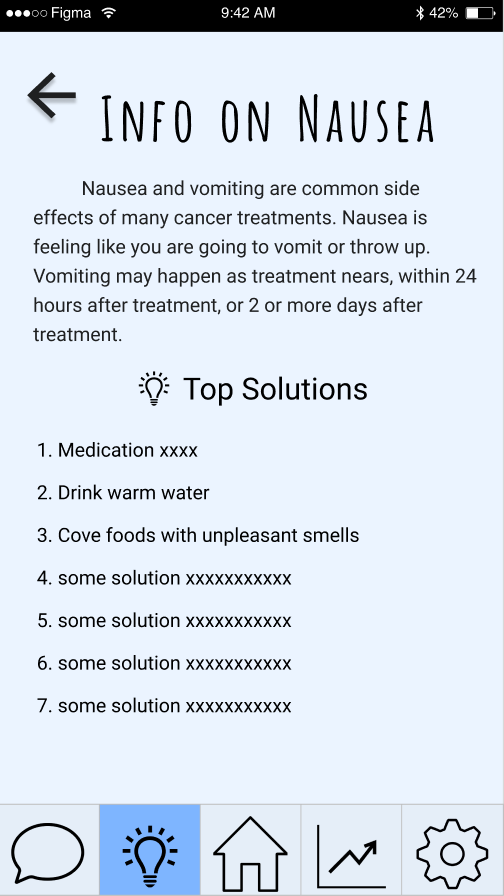 Figma 9:42 AM 42%
Info on Nausea
Nausea and vomiting are common side
effects of many cancer treatments. Nausea is
feeling like you are going to vomit or throw up.
Vomiting may happen as treatment nears, within 24
hours after treatment, or 2 or more days after
treatment.
Top Solutions
1. Medication xxxx
2. Drink warm water
3. Cove foods with unpleasant smells
4. some solution xxxxxxxxxxx
5. some solution xxxxxxxxxxx
6. some solution xxxxxxxxxxx
7. some solution xxxxxxxxxxx